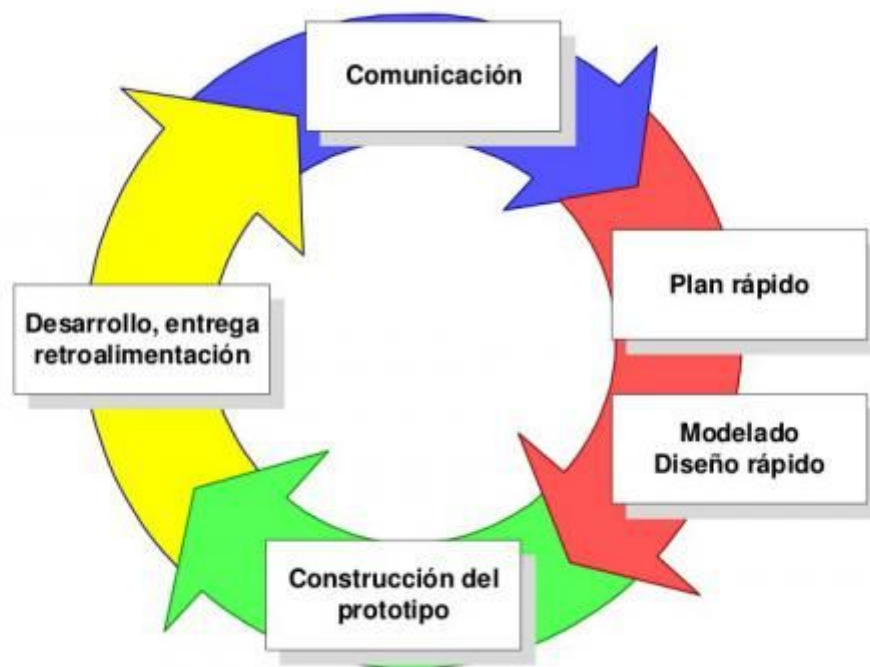 Comunicación
Plan rápido
Modelado
Diseño rápido
Construcción del
prototipo
Desarrollo, entrega
retroalimentación